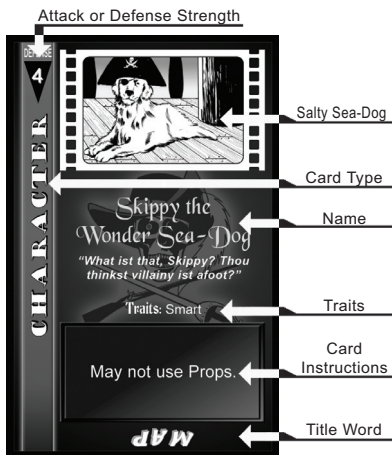 Attack or Defense Strength
DEFENSE
4
CHARACTER
Salty Sea-Dog
Card Type
Skippy the
Wonder Sea-Dog
Name
"What ist that, Skippy? Thou
thinkst villainy ist afoot?"
Traits: Smart
Traits
May not use Props.
Card
Instructions
MAP
Title Word